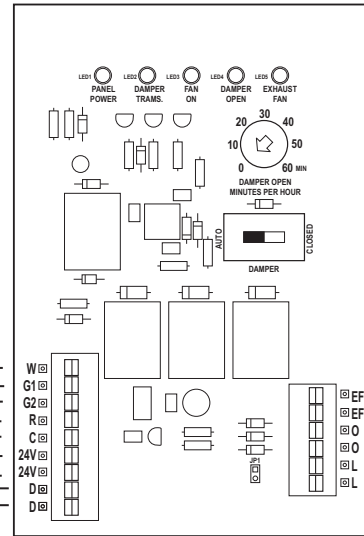 LED1 LED2 LED3 LED4 LED5
PANEL POWER
DAMPER TRAMS.
FAN ON
DAMPER OPEN
EXHAUST FAN
0 10 20 30 40 50 60 MIN
DAMPER OPEN
MINUTES PER HOUR
AUTO
CLOSED
DAMPER
W
G1
G2
R
C
24V
24V
D
D
JP1
EF
EF
O
O
L
L